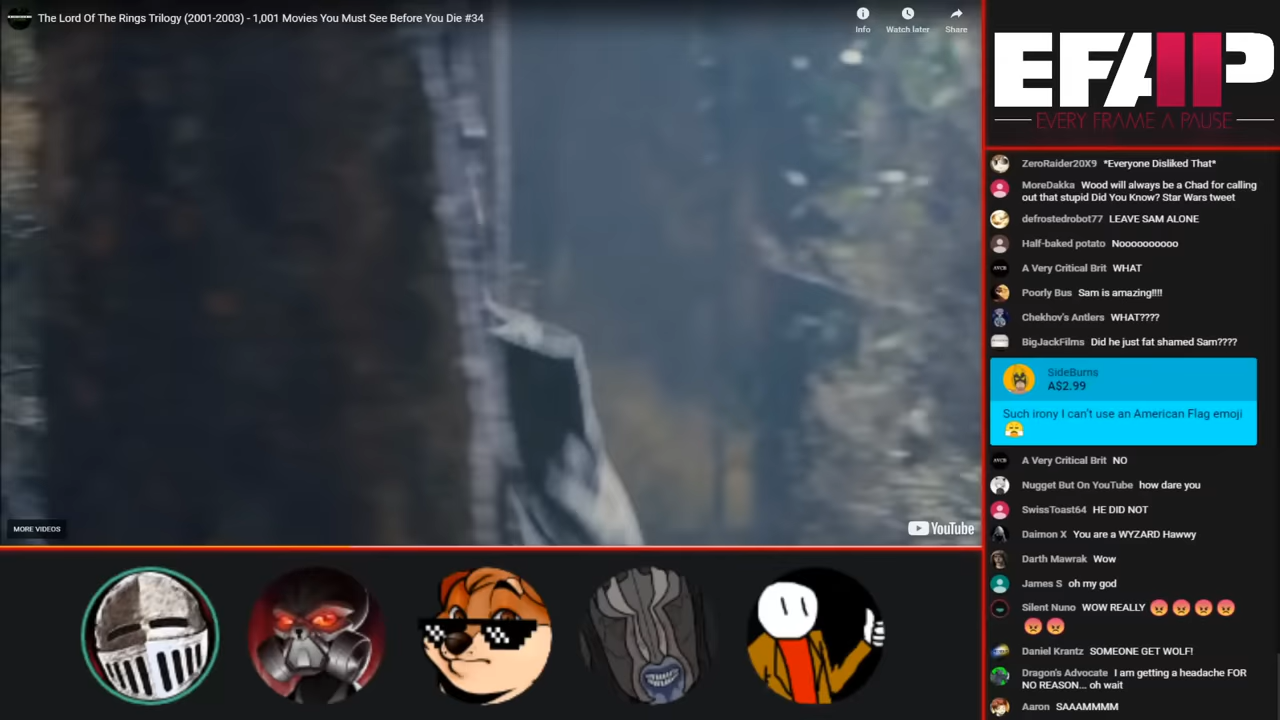 The Lord Of The Rings Trilogy (2001-2003) - 1,001 Movies You Must See Before You Die #34
Info
Watch later
Share
MORE VIDEOS
YouTube
EFAP
EVERY FRAME A PAUSE
ZeroRaider20X9 *Everyone Disliked That*
MoreDakka Wood will always be a Chad for calling
out that stupid Did You Know? Star Wars tweet
defrostedrobot77 LEAVE SAM ALONE
Half-baked potato Noooooooooo
A Very Critical Brit WHAT
Poorly Bus Sam is amazing!!!!
Chekhov's Antlers WHAT????
BigJackFilms Did he just fat shamed Sam????
SideBurns
A$2.99
Such irony I can't use an American Flag emoji
A Very Critical Brit NO
Nugget But On YouTube how dare you
SwissToast64 HE DID NOT
Daimon X You are a WYZARD Hawwy
Darth Mawrak Wow
James S oh my god
Silent Nuno WOW REALLY
Daniel Krantz SOMEONE GET WOLF!
Dragon's Advocate I am getting a headache FOR
NO REASON... oh wait
Aaron SAAAMMMM